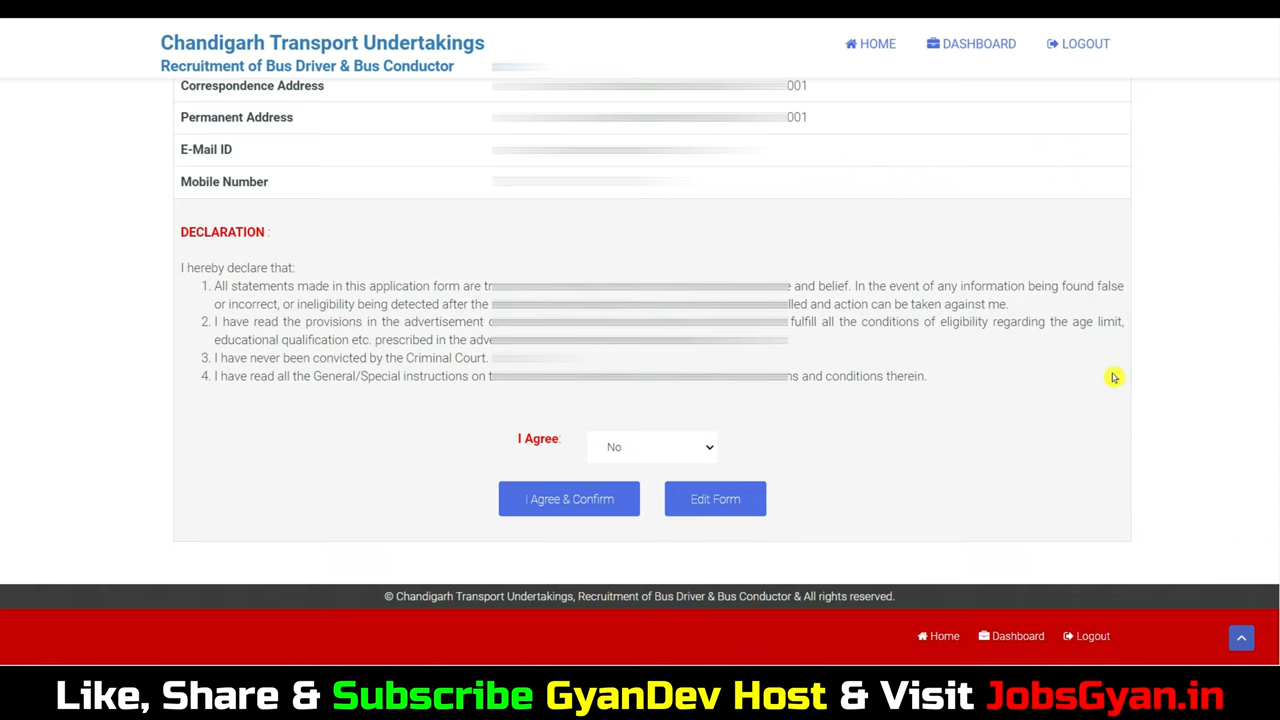 Chandigarh Transport Undertakings
HOME DASHBOARD LOGOUT
Recruitment of Bus Driver & Bus Conductor
Correspondence Address 001
Permanent Address 001
E-Mail ID
Mobile Number
DECLARATION :
I hereby declare that:
1. All statements made in this application form are and belief. In the event of any information being found false
or incorrect, or ineligibility being detected after the and action can be taken against me.
2. I have read the provisions in the advertisement fulfill all the conditions of eligibility regarding the age limit,
educational qualification etc. prescribed in the
3. I have never been convicted by the Criminal Court.
4. I have read all the General/Special instructions on and conditions therein.
I Agree:
No
I Agree & Confirm Edit Form
© Chandigarh Transport Undertakings, Recruitment of Bus Driver & Bus Conductor & All rights reserved.
Home Dashboard Logout
Like, Share & Subscribe GyanDev Host & Visit JobsGyan.in